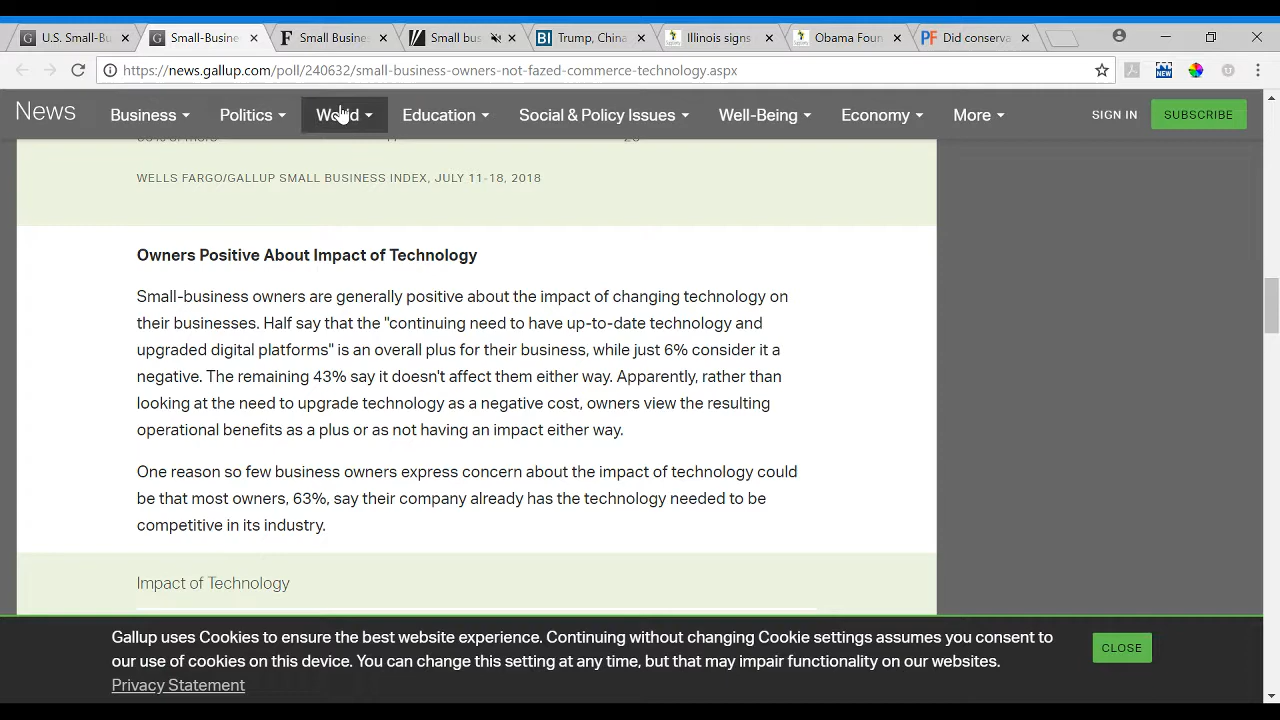 U.S. Small-Bu
Small-Busine
Small Busine
Small bus
Trump, China
Illinois signs
Obama Foun
Did conserva
https://news.gallup.com/poll/240632/small-business-owners-not-fazed-commerce-technology.aspx
News Business Politics World Education Social & Policy Issues Well-Being Economy More SIGN IN SUBSCRIBE
WELLS FARGO/GALLUP SMALL BUSINESS INDEX, JULY 11-18, 2018
Owners Positive About Impact of Technology
Small-business owners are generally positive about the impact of changing technology on
their businesses. Half say that the "continuing need to have up-to-date technology and
upgraded digital platforms" is an overall plus for their business, while just 6% consider it a
negative. The remaining 43% say it doesn't affect them either way. Apparently, rather than
looking at the need to upgrade technology as a negative cost, owners view the resulting
operational benefits as a plus or as not having an impact either way.
One reason so few business owners express concern about the impact of technology could
be that most owners, 63%, say their company already has the technology needed to be
competitive in its industry.
Impact of Technology
Gallup uses Cookies to ensure the best website experience. Continuing without changing Cookie settings assumes you consent to
our use of cookies on this device. You can change this setting at any time, but that may impair functionality on our websites.
Privacy Statement
CLOSE